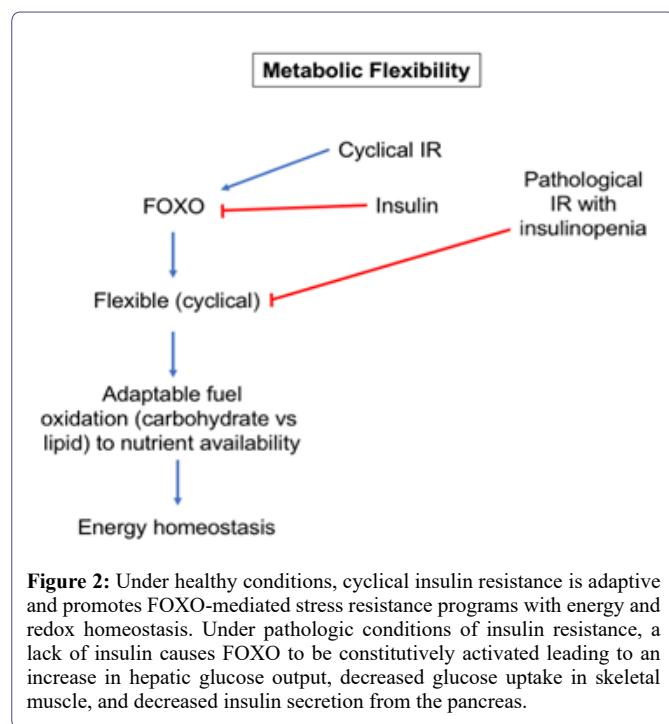 Metabolic Flexibility
Cyclical IR
FOXO
Insulin
Pathological
IR with
insulinopenia
Flexible (cyclical)
Adaptable fuel
oxidation (carbohydrate vs
lipid) to nutrient availability
Energy homeostasis
Figure 2: Under healthy conditions, cyclical insulin resistance is adaptive
and promotes FOXO-mediated stress resistance programs with energy and
redox homeostasis. Under pathologic conditions of insulin resistance, a
lack of insulin causes FOXO to be constitutively activated leading to an
increase in hepatic glucose output, decreased glucose uptake in skeletal
muscle, and decreased insulin secretion from the pancreas.